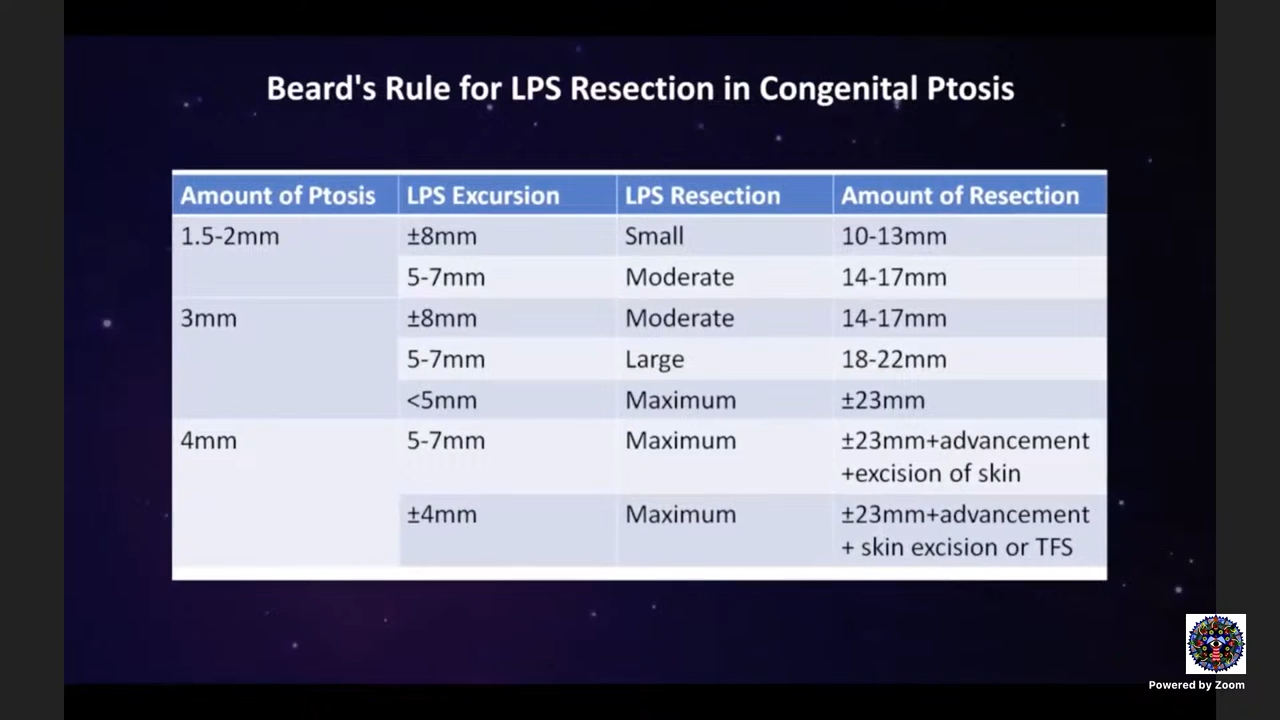 Beard's Rule for LPS Resection in Congenital Ptosis
Amount of Ptosis LPS Excursion LPS Resection Amount of Resection
1.5-2mm ±8mm Small 10-13mm
5-7mm Moderate 14-17mm
3mm ±8mm Moderate 14-17mm
5-7mm Large 18-22mm
<5mm Maximum ±23mm
4mm 5-7mm Maximum ±23mm+advancement
+excision of skin
±4mm Maximum ±23mm+advancement
+ skin excision or TFS
Powered by Zoom